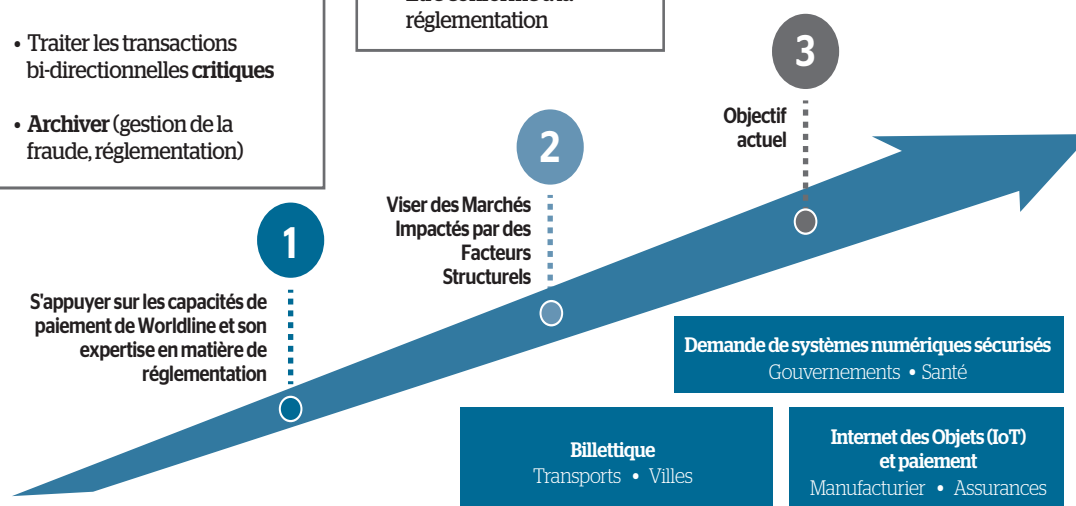 réglementation
• Traiter les transactions
bi-directionnelles critiques
• Archiver (gestion de la
fraude, réglementation)
3
Objectif
actuel
2
Viser des Marchés
Impactés par des
Facteurs
Structurels
1
S'appuyer sur les capacités de
paiement de Worldline et son
expertise en matière de
réglementation
Demande de systèmes numériques sécurisés
Gouvernements • Santé
Billettique
Transports • Villes
Internet des Objets (IoT)
et paiement
Manufacturier • Assurances